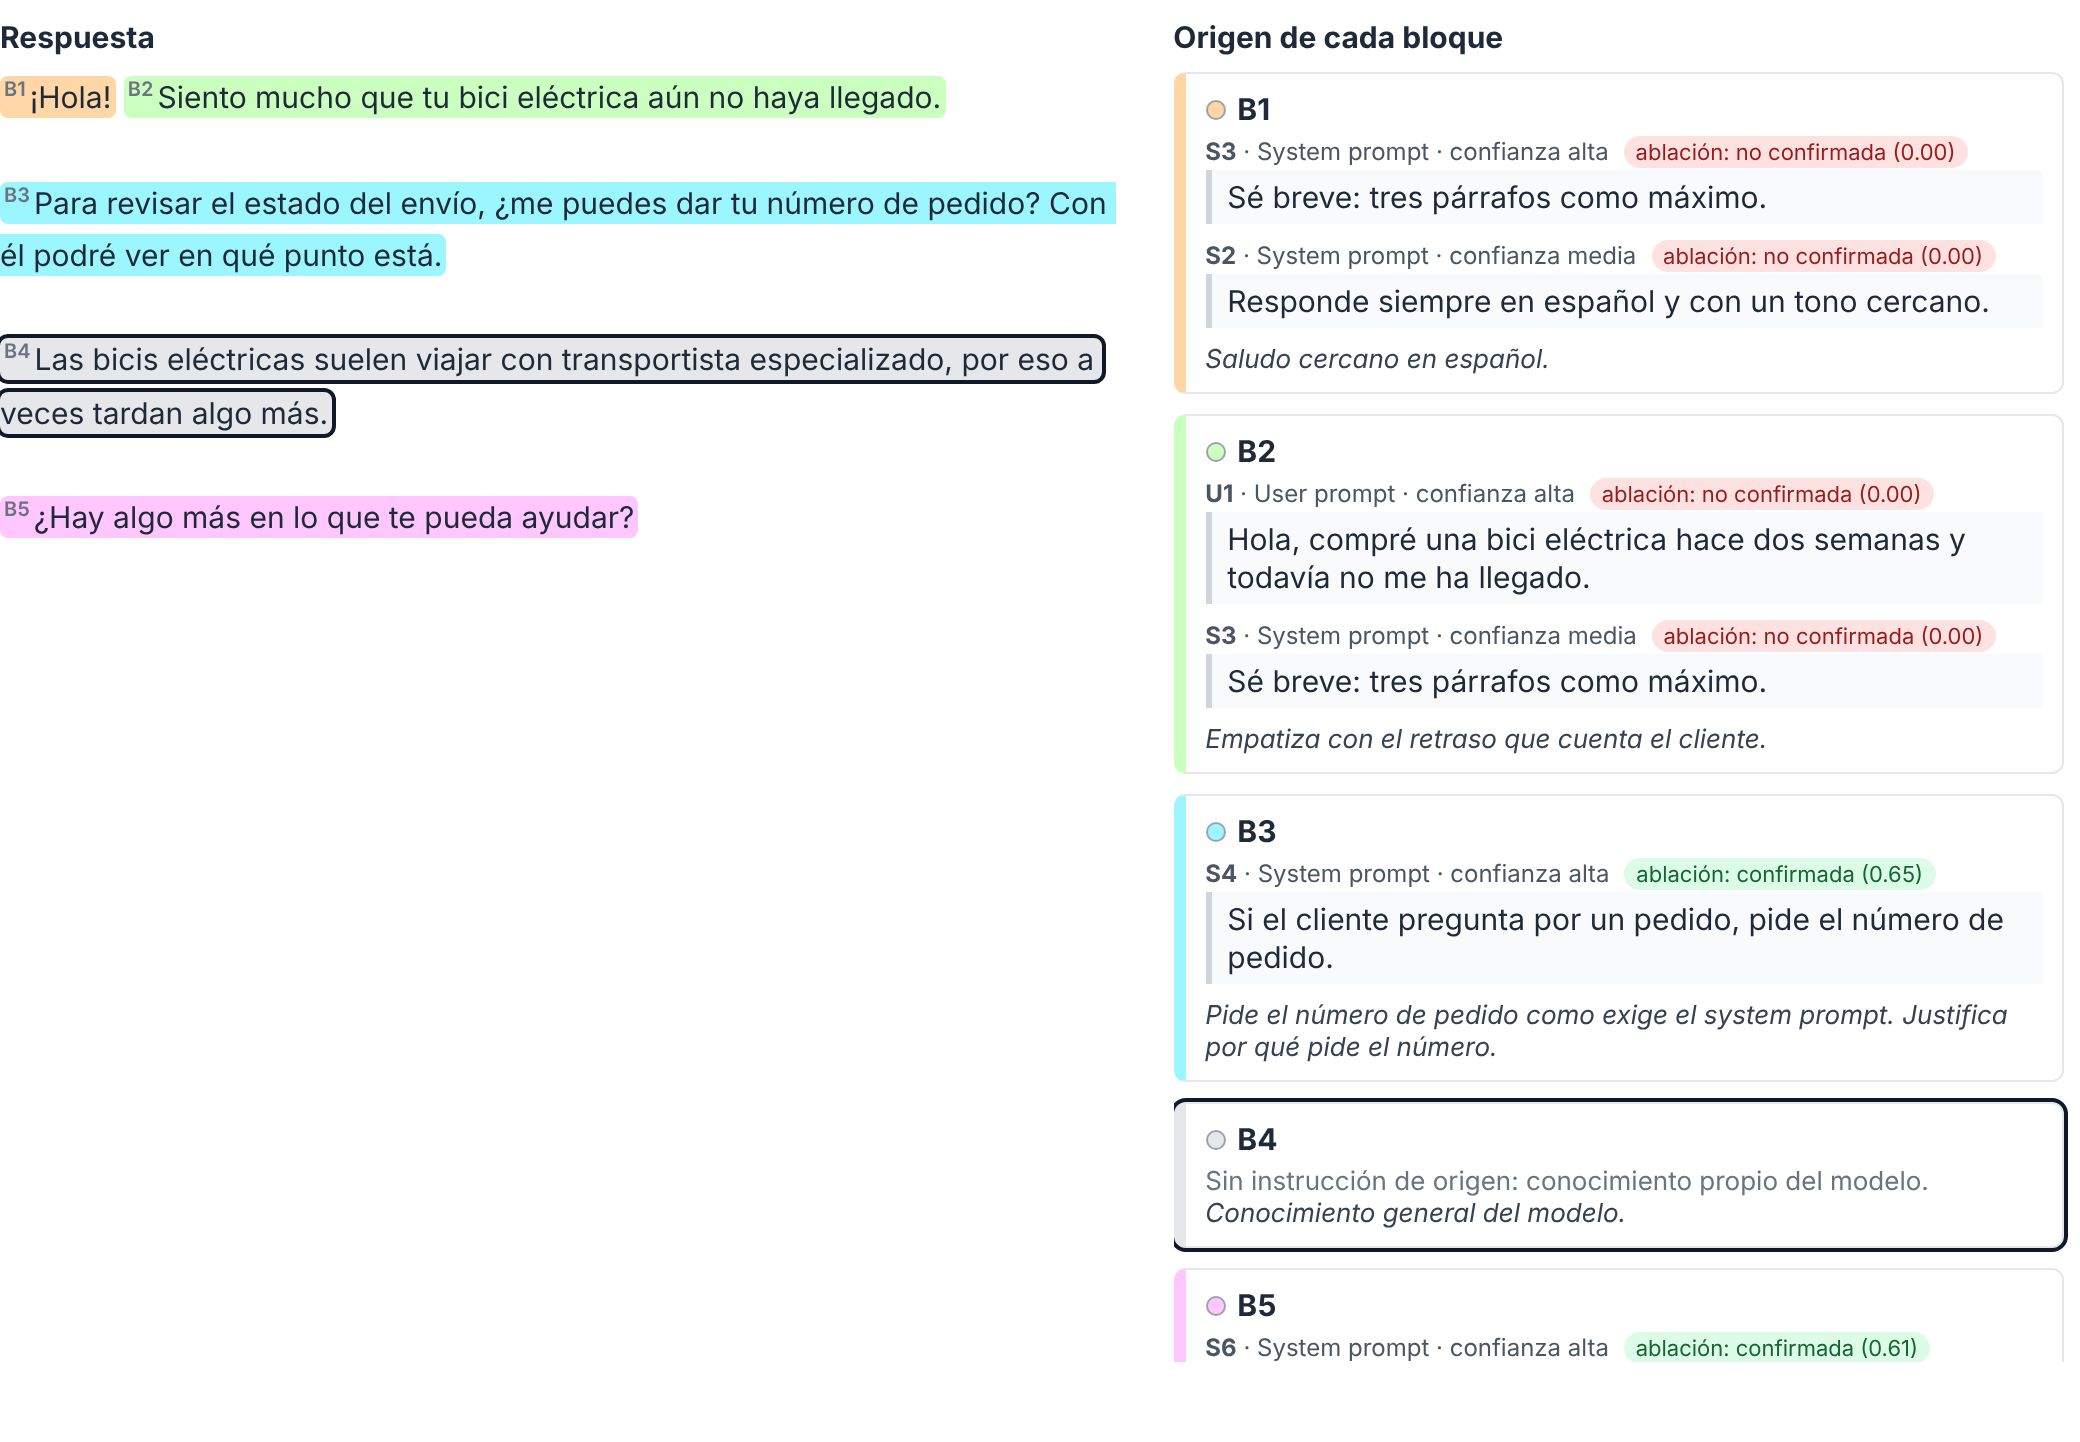 Respuesta
B1 ¡Hola! B2 Siento mucho que tu bici eléctrica aún no haya llegado.
B3 Para revisar el estado del envío, ¿me puedes dar tu número de pedido? Con
él podré ver en qué punto está.
B4 Las bicis eléctricas suelen viajar con transportista especializado, por eso a
veces tardan algo más.
B5 ¿Hay algo más en lo que te pueda ayudar?
Origen de cada bloque
B1
S3 · System prompt · confianza alta ablación: no confirmada (0.00)
Sé breve: tres párrafos como máximo.
S2 · System prompt · confianza media ablación: no confirmada (0.00)
Responde siempre en español y con un tono cercano.
Saludo cercano en español.
B2
U1 · User prompt · confianza alta ablación: no confirmada (0.00)
Hola, compré una bici eléctrica hace dos semanas y
todavía no me ha llegado.
S3 · System prompt · confianza media ablación: no confirmada (0.00)
Sé breve: tres párrafos como máximo.
Empatiza con el retraso que cuenta el cliente.
B3
S4 · System prompt · confianza alta ablación: confirmada (0.65)
Si el cliente pregunta por un pedido, pide el número de
pedido.
Pide el número de pedido como exige el system prompt. Justifica
por qué pide el número.
B4
Sin instrucción de origen: conocimiento propio del modelo.
Conocimiento general del modelo.
B5
S6 · System prompt · confianza alta ablación: confirmada (0.61)